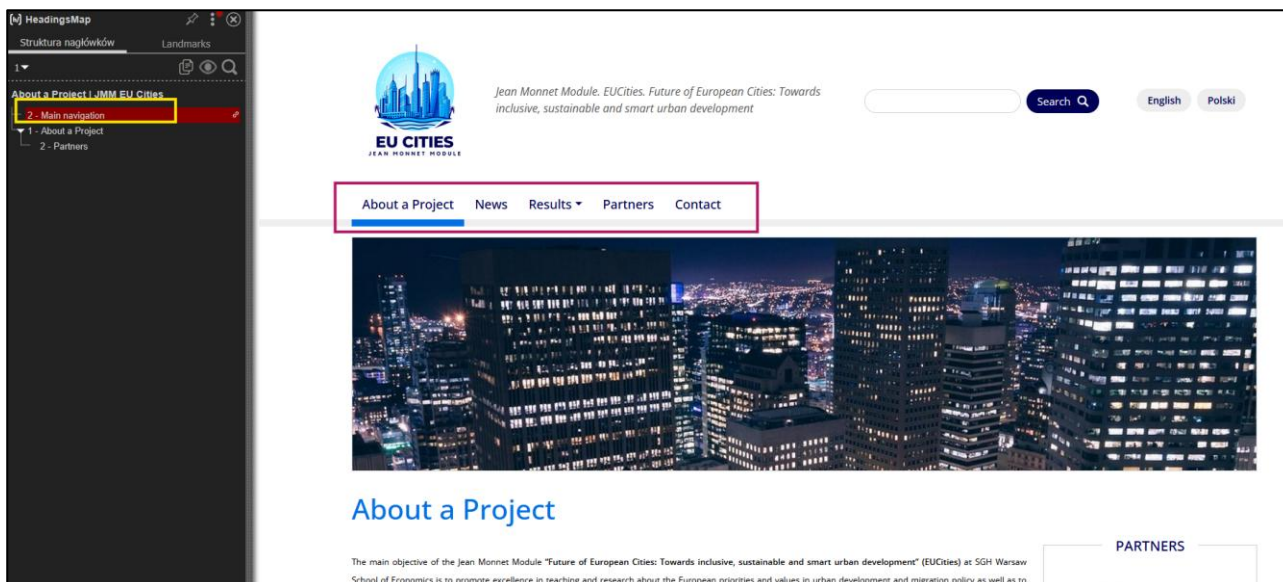 HeadingsMap
Struktura nagłówków
Landmarks
1
About a Project | JMM EU Cities
2 - Main navigation
1 - About a Project
2 - Partners
EU CITIES
JEAN MONNET MODULE
Jean Monnet Module. EUCities. Future of European Cities: Towards
inclusive, sustainable and smart urban development
Search
English
Polski
About a Project
News
Results
Partners
Contact
About a Project
The main objective of the Jean Monnet Module "Future of European Cities: Towards inclusive, sustainable and smart urban development" (EUCities) at SGH Warsaw
School of Economics is to promote excellence in teaching and research about the European priorities and values in urban development and migration policy as well as to
PARTNERS